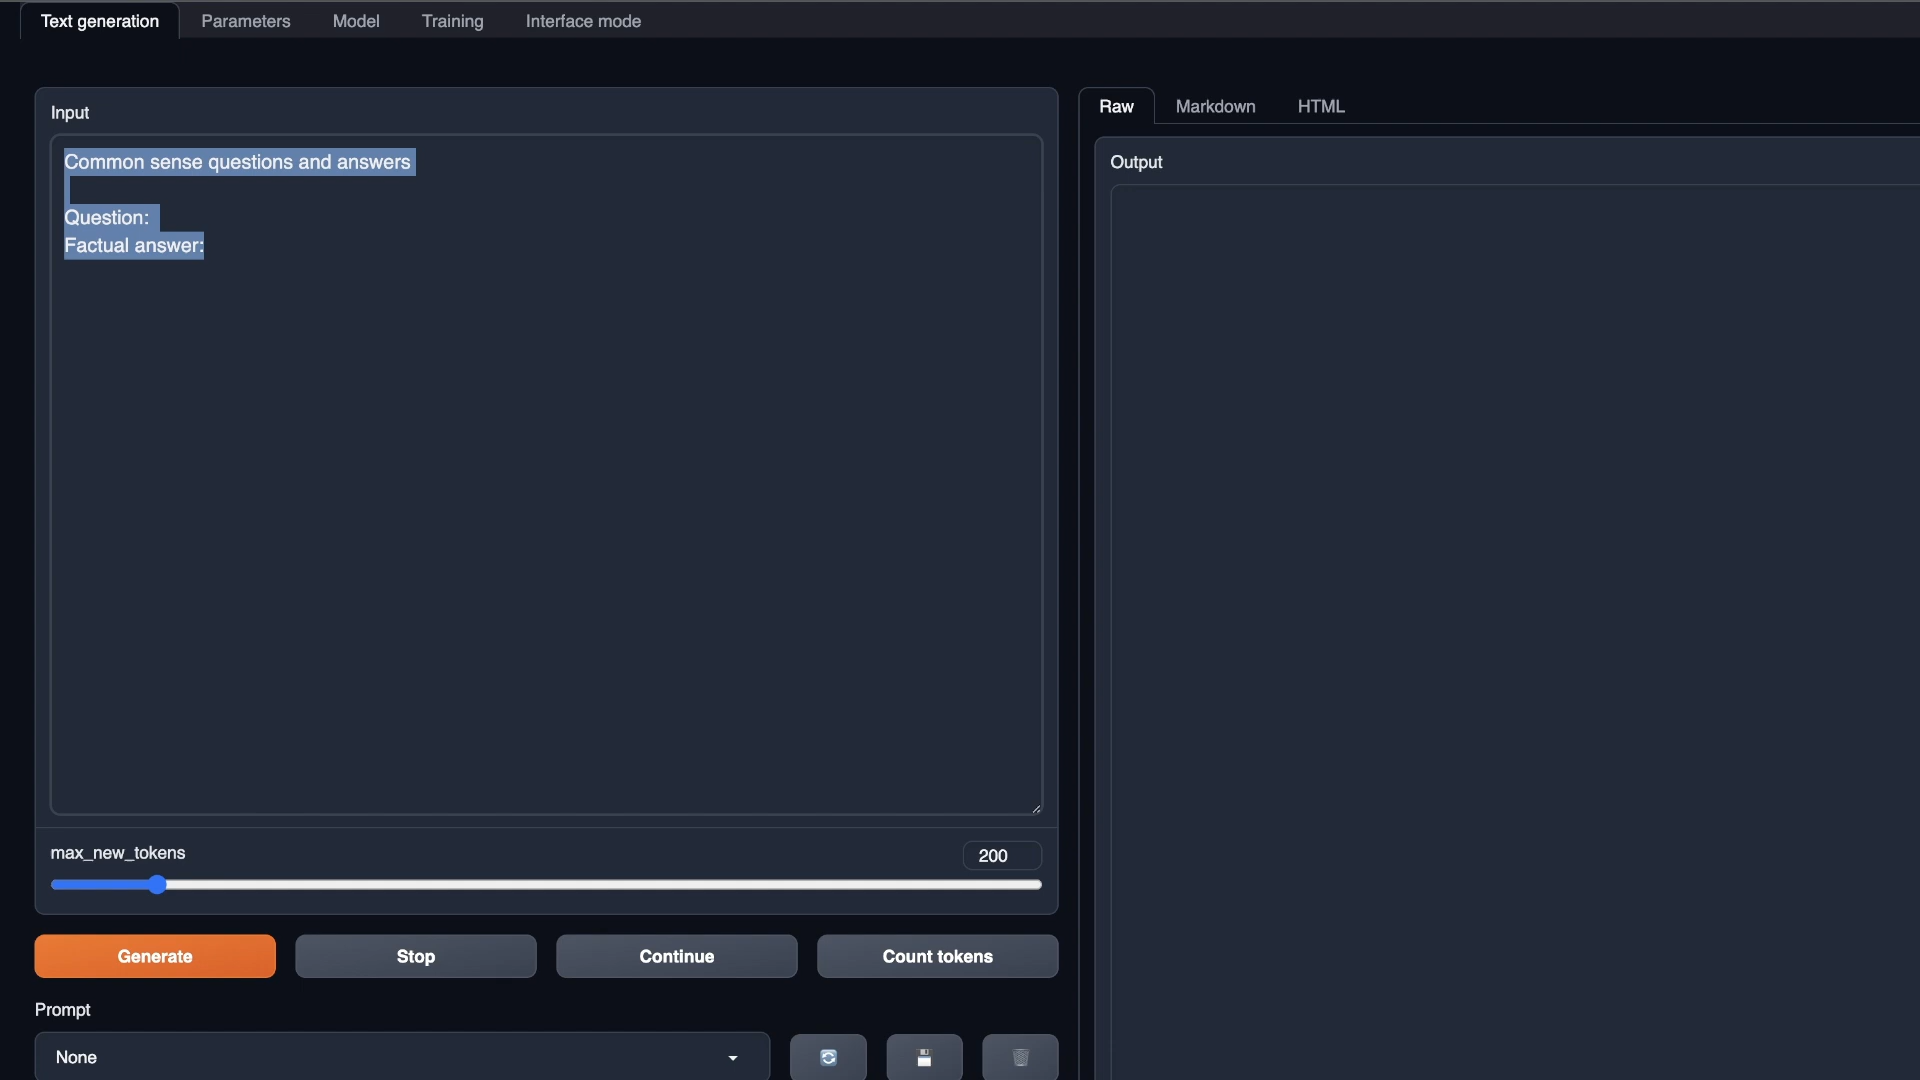 Text generation Parameters Model Training Interface mode
Input
Common sense questions and answers
Question:
Factual answer:
max_new_tokens 200
Generate Stop Continue Count tokens
Prompt
None
Raw Markdown HTML
Output